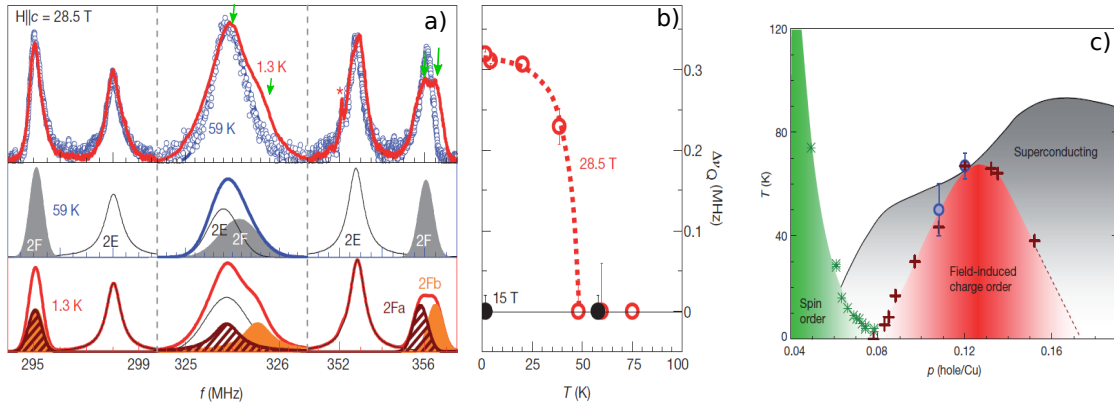 H||c = 28.5 T
a)
1.3 K
*
59 K
59 K
2F
2E
2E
2F
2E
2F
1.3 K
2Fb
2Fa
295
299
325
326
352
356
f (MHz)
b)
28.5 T
15 T
0.3
0.2
0.1
0
ΔνQ (MHz)
0
25
50
75
100
T (K)
c)
120
80
40
0
T (K)
Superconducting
Field-induced
charge order
Spin
order
0.04
0.08
0.12
0.16
p (hole/Cu)